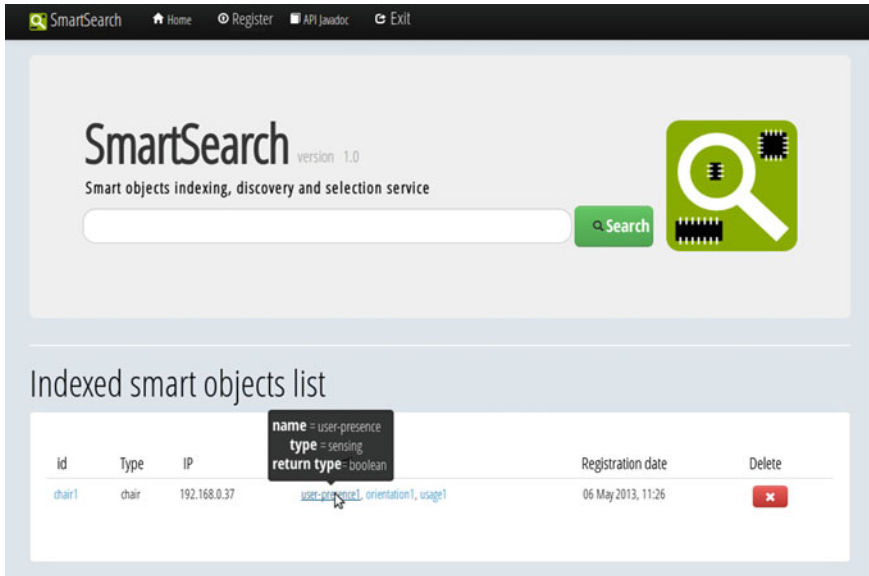 SmartSearch Home Register API Javadoc Exit
SmartSearch version 1.0
Smart objects indexing, discovery and selection service
Search
Indexed smart objects list
name = user-presence
type = sensing
return type= boolean
id Type IP Registration date Delete
chair1 chair 192.168.0.37 user-presence1, orientation1, usage1 06 May 2013, 11:26